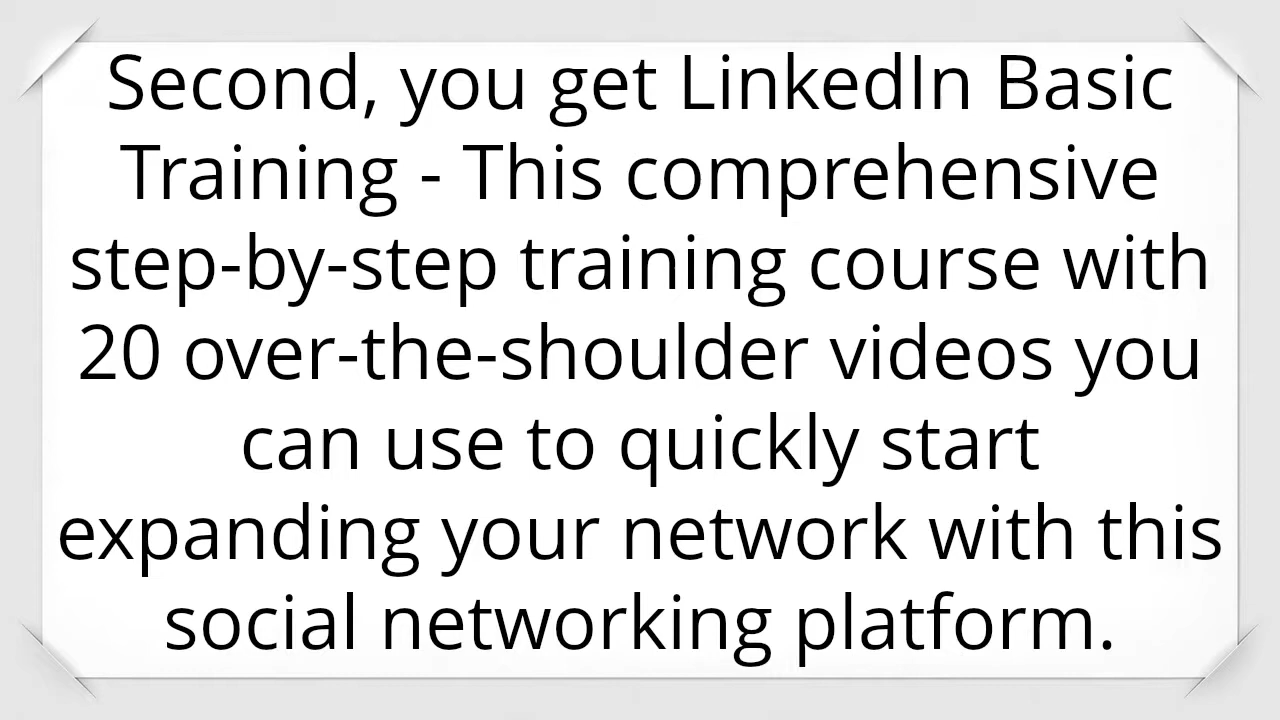 Second, you get LinkedIn Basic
Training - This comprehensive
step-by-step training course with
20 over-the-shoulder videos you
can use to quickly start
expanding your network with this
social networking platform.